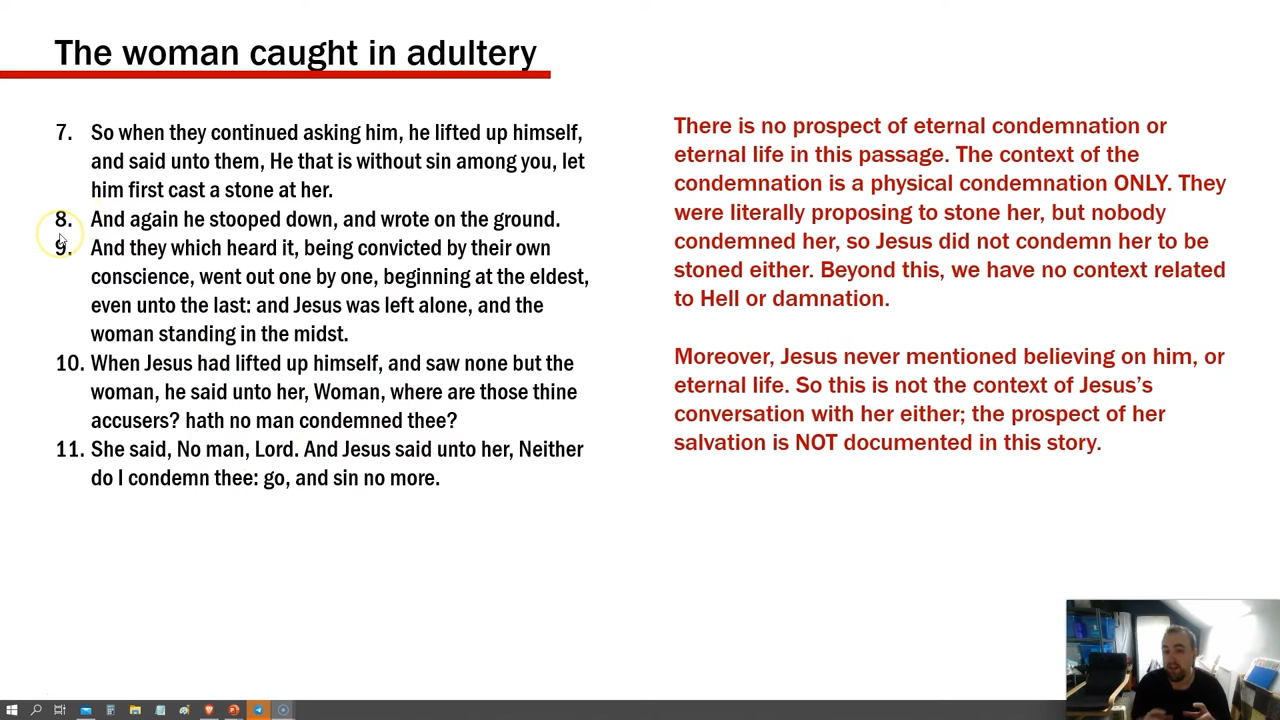 The woman caught in adultery
7. So when they continued asking him, he lifted up himself,
and said unto them, He that is without sin among you, let
him first cast a stone at her.
8. And again he stooped down, and wrote on the ground.
9. And they which heard it, being convicted by their own
conscience, went out one by one, beginning at the eldest,
even unto the last: and Jesus was left alone, and the
woman standing in the midst.
10. When Jesus had lifted up himself, and saw none but the
woman, he said unto her, Woman, where are those thine
accusers? hath no man condemned thee?
11. She said, No man, Lord. And Jesus said unto her, Neither
do I condemn thee: go, and sin no more.
There is no prospect of eternal condemnation or
eternal life in this passage. The context of the
condemnation is a physical condemnation ONLY. They
were literally proposing to stone her, but nobody
condemned her, so Jesus did not condemn her to be
stoned either. Beyond this, we have no context related
to Hell or damnation.
Moreover, Jesus never mentioned believing on him, or
eternal life. So this is not the context of Jesus’s
conversation with her either; the prospect of her
salvation is NOT documented in this story.